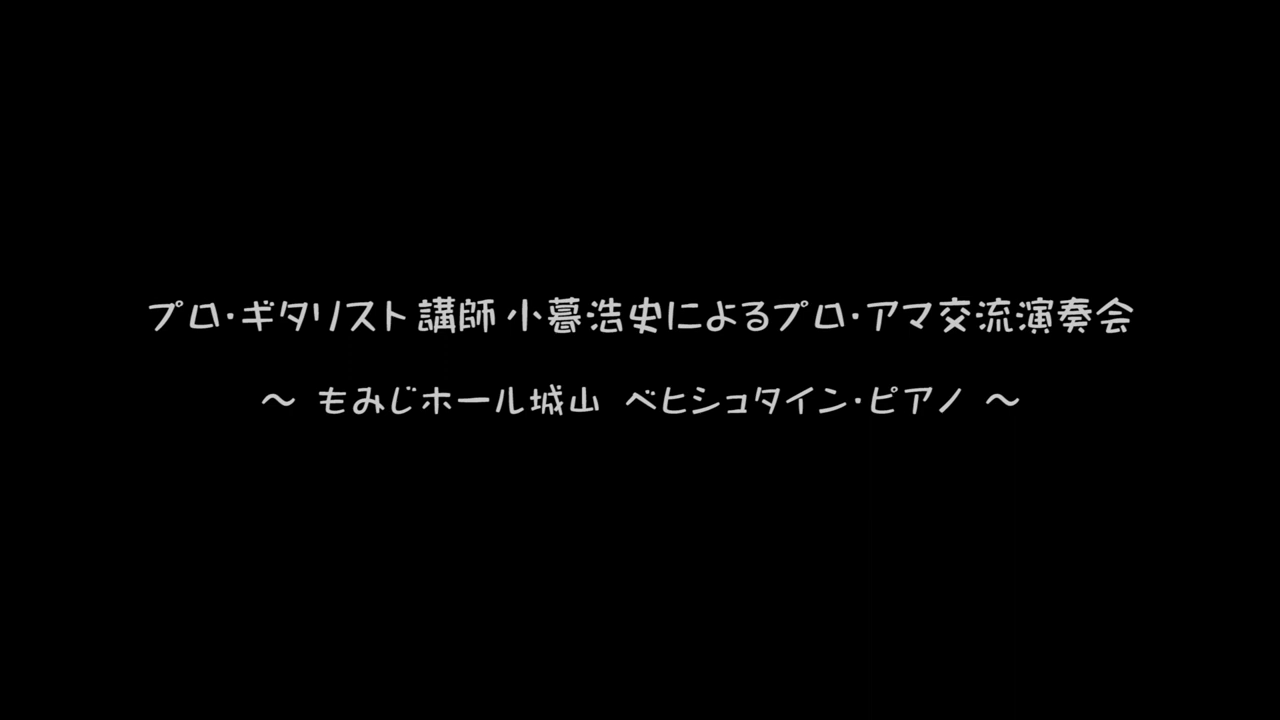 プロ・ギタリスト 講師 小暮浩史によるプロ・アマ交流演奏会
～ もみじホール城山 ベヒシュタイン・ピアノ ～